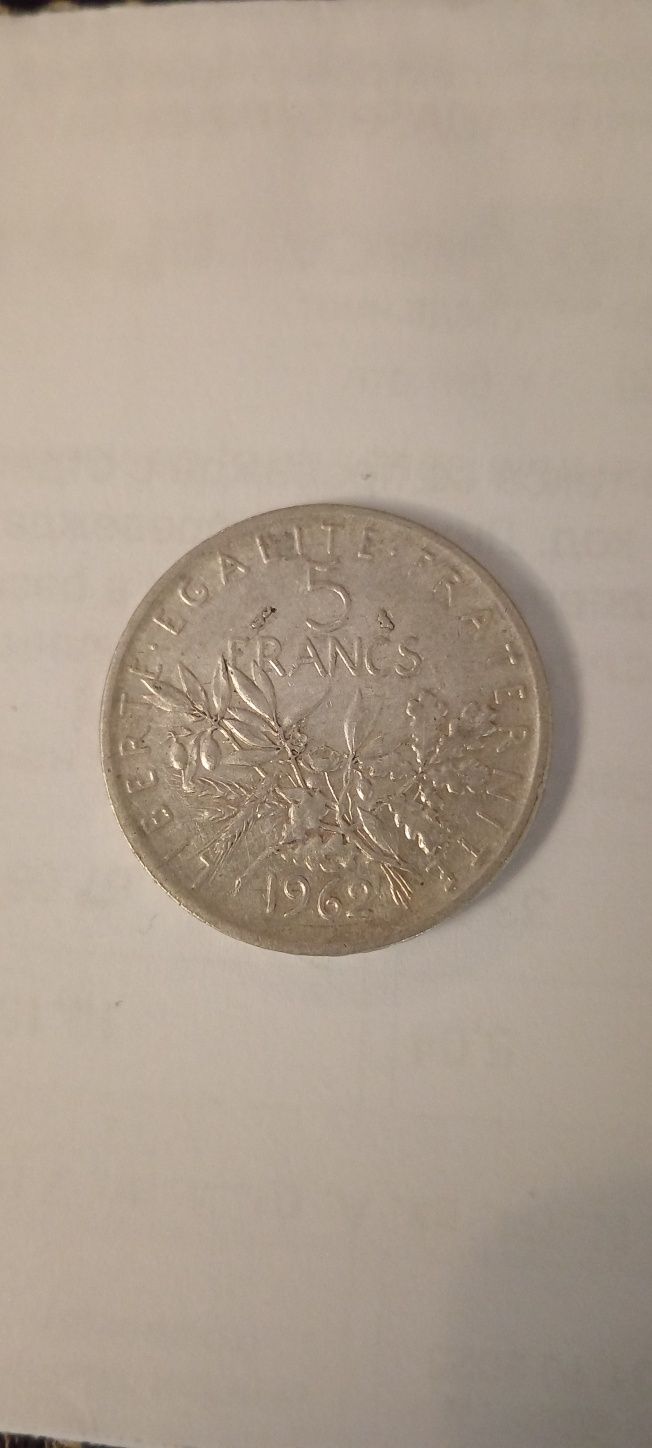 LIBERTE · EGALITE · FRATERNITE
5
FRANCS
1962